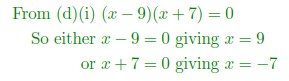 From (d)(i) (x − 9)(x + 7) = 0
So either x − 9 = 0 giving x = 9
or x + 7 = 0 giving x = −7